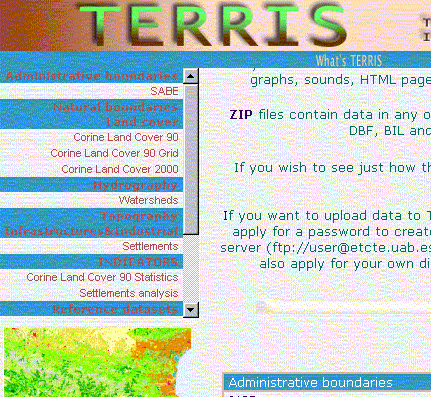 TERRIS
What's TERRIS
Administrative boundaries
SABE
Natural boundaries
Land cover
Corine Land Cover 90
Corine Land Cover 90 Grid
Corine Land Cover 2000
Hydrography
Watersheds
Topography
Infrastructures&Industrial
Settlements
INDICATORS
Corine Land Cover 90 Statistics
Settlements analysis
Reference datasets
graphs, sounds, HTML page
ZIP files contain data in any o
DBF, BIL and
If you wish to see just how th
If you want to upload data to T
apply for a password to create
server (ftp://user@etcte.uab.es
also apply for your own di
Administrative boundaries